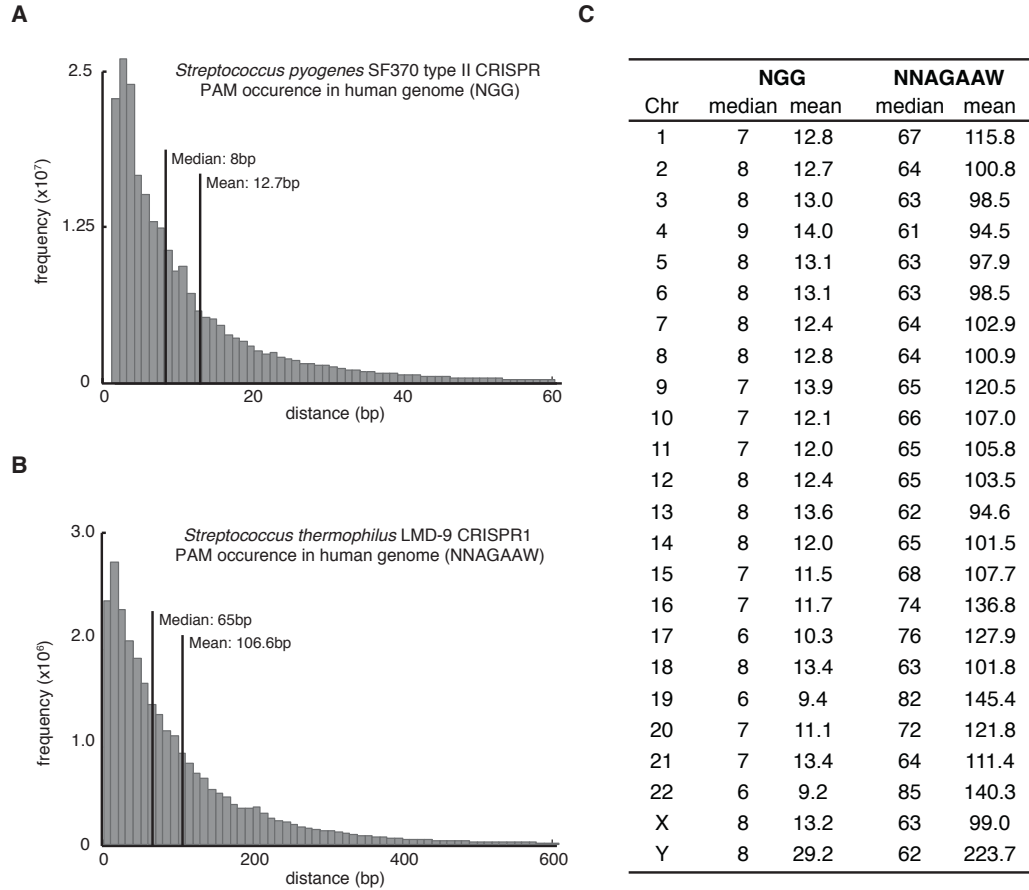 A
Streptococcus pyogenes SF370 type II CRISPR
PAM occurence in human genome (NGG)
Median: 8bp
Mean: 12.7bp
frequency (x10⁷)
2.5
1.25
0
0 20 40 60
distance (bp)
B
Streptococcus thermophilus LMD-9 CRISPR1
PAM occurence in human genome (NNAGAAW)
Median: 65bp
Mean: 106.6bp
frequency (x10⁶)
3.0
2.0
1.0
0
0 200 400 600
distance (bp)
C
NGG NNAGAAW
Chr median mean median mean
1 7 12.8 67 115.8
2 8 12.7 64 100.8
3 8 13.0 63 98.5
4 9 14.0 61 94.5
5 8 13.1 63 97.9
6 8 13.1 63 98.5
7 8 12.4 64 102.9
8 8 12.8 64 100.9
9 7 13.9 65 120.5
10 7 12.1 66 107.0
11 7 12.0 65 105.8
12 8 12.4 65 103.5
13 8 13.6 62 94.6
14 8 12.0 65 101.5
15 7 11.5 68 107.7
16 7 11.7 74 136.8
17 6 10.3 76 127.9
18 8 13.4 63 101.8
19 6 9.4 82 145.4
20 7 11.1 72 121.8
21 7 13.4 64 111.4
22 6 9.2 85 140.3
X 8 13.2 63 99.0
Y 8 29.2 62 223.7